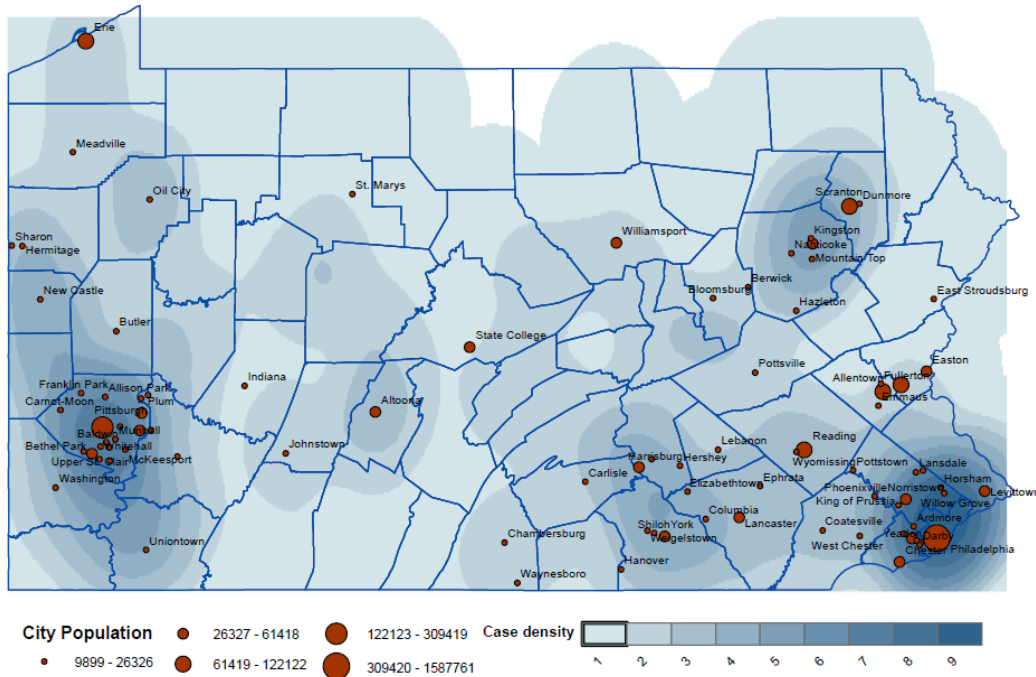 Erie
Meadville
Oil City
St. Marys
Scranton
Dunmore
Sharon
Hermitage
Williamsport
Kingston
Nanticoke
Mountain Top
New Castle
Berwick
Bloomsburg
Hazleton
East Stroudsburg
Butler
State College
Pottsville
Easton
Fullerton
Allentown
Emmaus
Indiana
Franklin Park
Allison Park
Carnot-Moon
Plum
Pittsburgh
Altoona
Baldwin
Munhall
Bethel Park
Whitehall
Upper St. Clair
McKeesport
Washington
Johnstown
Lebanon
Reading
Harrisburg
Hershey
Wyomissing
Pottstown
Lansdale
Carlisle
Elizabethtown
Ephrata
Phoenixville
Norristown
Horsham
Levittown
King of Prussia
Willow Grove
Columbia
Lancaster
Shiloh
York
Weigelstown
Coatesville
Ardmore
West Chester
Yeadon
Darby
Chester
Philadelphia
Uniontown
Chambersburg
Hanover
Waynesboro
City Population
9899 - 26326
26327 - 61418
61419 - 122122
122123 - 309419
309420 - 1587761
Case density
1 2 3 4 5 6 7 8 9